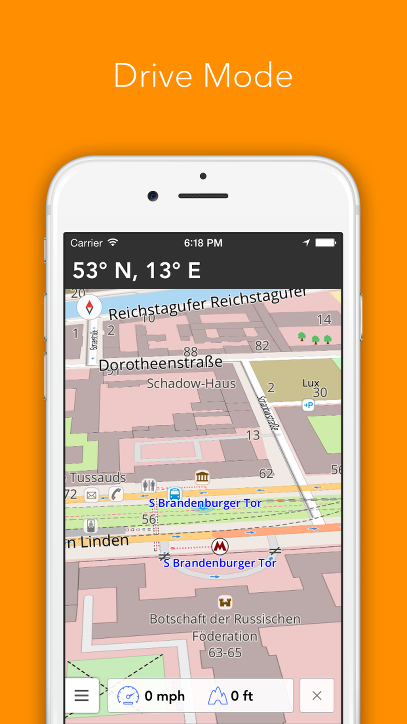 Drive Mode
Carrier 6:18 PM
53° N, 13° E
20
Reichstagufer Reichstagufer
10
14
1
2
88
82
Dorotheenstraße
91
Schadow-Haus
2
Lux
30
P
13
62
56
Tussauds
72
S Brandenburger Tor
56
n Linden
M
S Brandenburger Tor
Botschaft der Russischen
Föderation
63-65
0 mph
0 ft